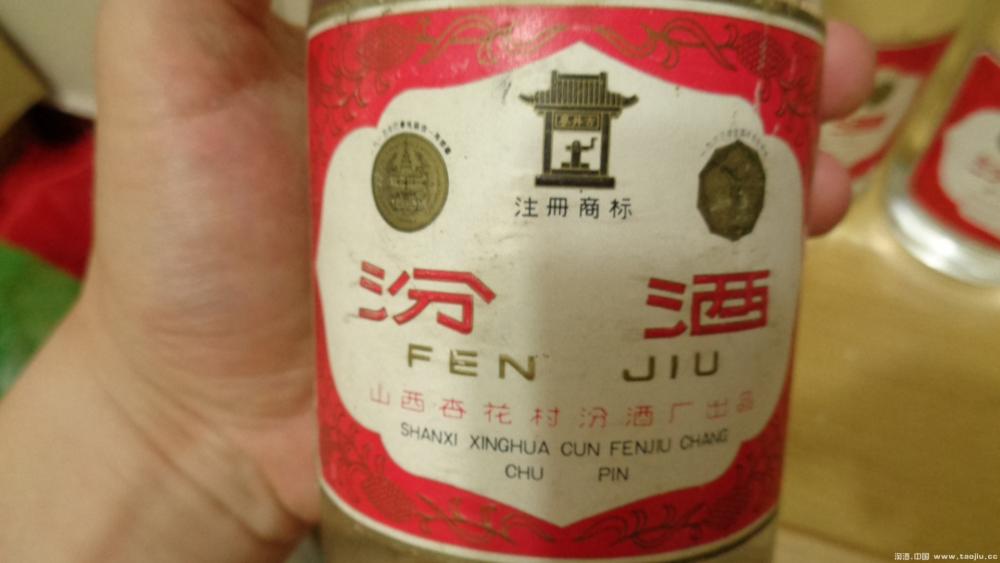 注册商标
汾 酒
FEN JIU
山西杏花村汾酒厂出品
SHANXI XINGHUA CUN FENJIU CHANG
CHU PIN
淘酒.中国 www.taojiu.cc